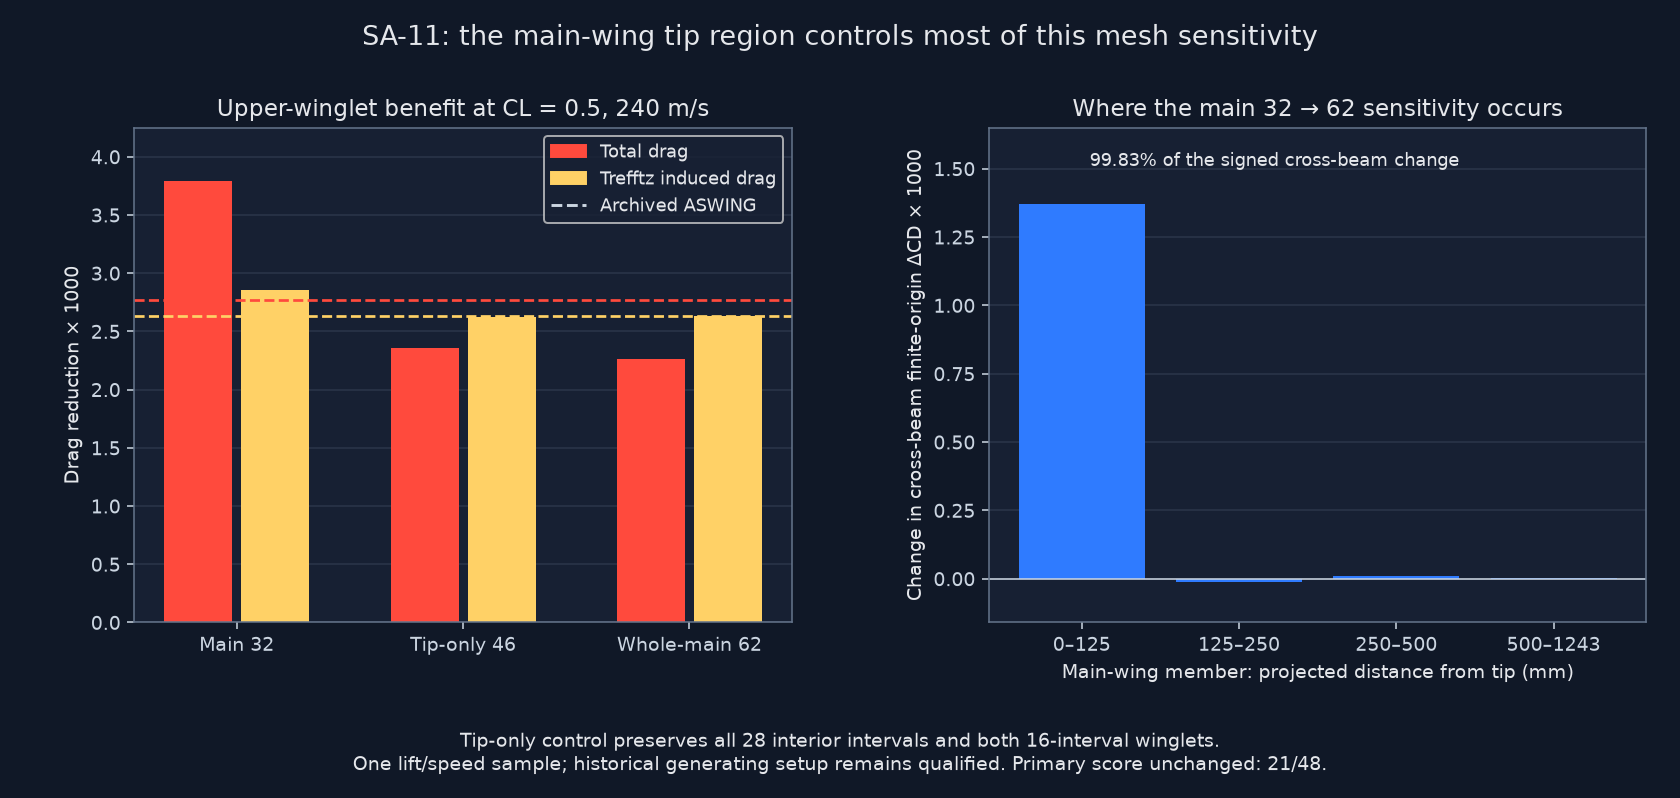 SA-11: the main-wing tip region controls most of this mesh sensitivity
Upper-winglet benefit at CL = 0.5, 240 m/s
Total drag
Trefftz induced drag
Archived ASWING
Drag reduction × 1000
4.0
3.5
3.0
2.5
2.0
1.5
1.0
0.5
0.0
Main 32
Tip-only 46
Whole-main 62
Where the main 32 → 62 sensitivity occurs
99.83% of the signed cross-beam change
Change in cross-beam finite-origin ΔCD × 1000
1.50
1.25
1.00
0.75
0.50
0.25
0.00
0–125
125–250
250–500
500–1243
Main-wing member: projected distance from tip (mm)
Tip-only control preserves all 28 interior intervals and both 16-interval winglets.
One lift/speed sample; historical generating setup remains qualified. Primary score unchanged: 21/48.